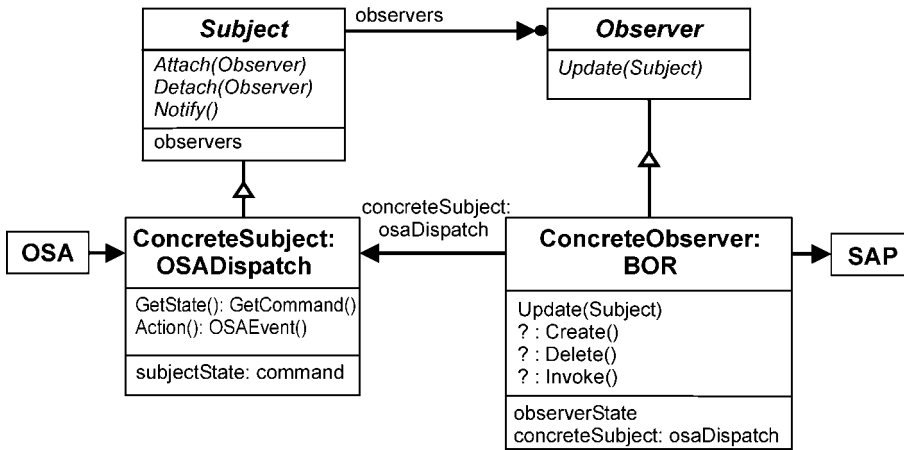 Subject
Attach(Observer)
Detach(Observer)
Notify()
observers
observers
Observer
Update(Subject)
OSA
ConcreteSubject:
OSADispatch
GetState(): GetCommand()
Action(): OSAEvent()
subjectState: command
concreteSubject:
osaDispatch
ConcreteObserver:
BOR
Update(Subject)
? : Create()
? : Delete()
? : Invoke()
observerState
concreteSubject: osaDispatch
SAP